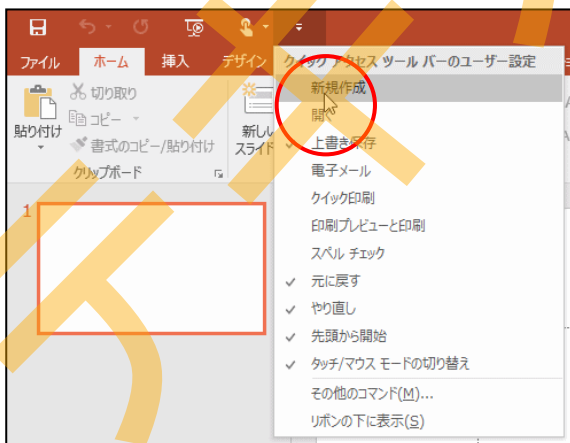 ファイル ホーム 挿入 デザイン
クイック アクセス ツール バーのユーザー設定
切り取り
コピー
書式のコピー/貼り付け
貼り付け
クリップボード
新しい
スライド
新規作成
開く
上書き保存
電子メール
クイック印刷
印刷プレビューと印刷
スペル チェック
元に戻す
やり直し
先頭から開始
タッチ/マウス モードの切り替え
その他のコマンド(M)...
リボンの下に表示(S)
1